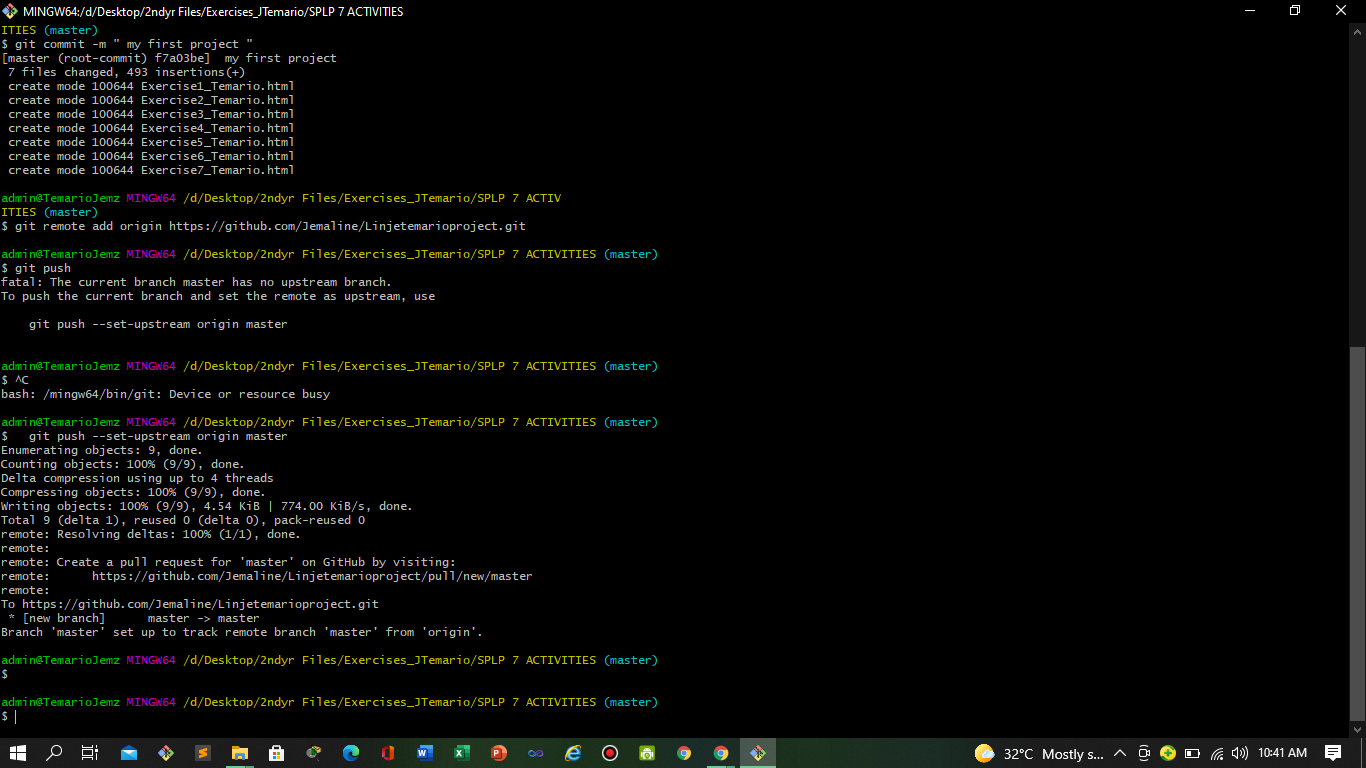 MINGW64:/d/Desktop/2ndyr Files/Exercises_JTemario/SPLP 7 ACTIVITIES
ITIES (master)
$ git commit -m " my first project "
[master (root-commit) f7a03be]  my first project
 7 files changed, 493 insertions(+)
 create mode 100644 Exercise1_Temario.html
 create mode 100644 Exercise2_Temario.html
 create mode 100644 Exercise3_Temario.html
 create mode 100644 Exercise4_Temario.html
 create mode 100644 Exercise5_Temario.html
 create mode 100644 Exercise6_Temario.html
 create mode 100644 Exercise7_Temario.html
admin@TemarioJemz MINGW64 /d/Desktop/2ndyr Files/Exercises_JTemario/SPLP 7 ACTIV
ITIES (master)
$ git remote add origin https://github.com/Jemaline/Linjetemarioproject.git
admin@TemarioJemz MINGW64 /d/Desktop/2ndyr Files/Exercises_JTemario/SPLP 7 ACTIVITIES (master)
$ git push
fatal: The current branch master has no upstream branch.
To push the current branch and set the remote as upstream, use
    git push --set-upstream origin master
admin@TemarioJemz MINGW64 /d/Desktop/2ndyr Files/Exercises_JTemario/SPLP 7 ACTIVITIES (master)
$ ^C
bash: /mingw64/bin/git: Device or resource busy
admin@TemarioJemz MINGW64 /d/Desktop/2ndyr Files/Exercises_JTemario/SPLP 7 ACTIVITIES (master)
$   git push --set-upstream origin master
Enumerating objects: 9, done.
Counting objects: 100% (9/9), done.
Delta compression using up to 4 threads
Compressing objects: 100% (9/9), done.
Writing objects: 100% (9/9), 4.54 KiB | 774.00 KiB/s, done.
Total 9 (delta 1), reused 0 (delta 0), pack-reused 0
remote: Resolving deltas: 100% (1/1), done.
remote:
remote: Create a pull request for 'master' on GitHub by visiting:
remote:      https://github.com/Jemaline/Linjetemarioproject/pull/new/master
remote:
To https://github.com/Jemaline/Linjetemarioproject.git
 * [new branch]      master -> master
Branch 'master' set up to track remote branch 'master' from 'origin'.
admin@TemarioJemz MINGW64 /d/Desktop/2ndyr Files/Exercises_JTemario/SPLP 7 ACTIVITIES (master)
$
admin@TemarioJemz MINGW64 /d/Desktop/2ndyr Files/Exercises_JTemario/SPLP 7 ACTIVITIES (master)
$
32°C Mostly s... 10:41 AM